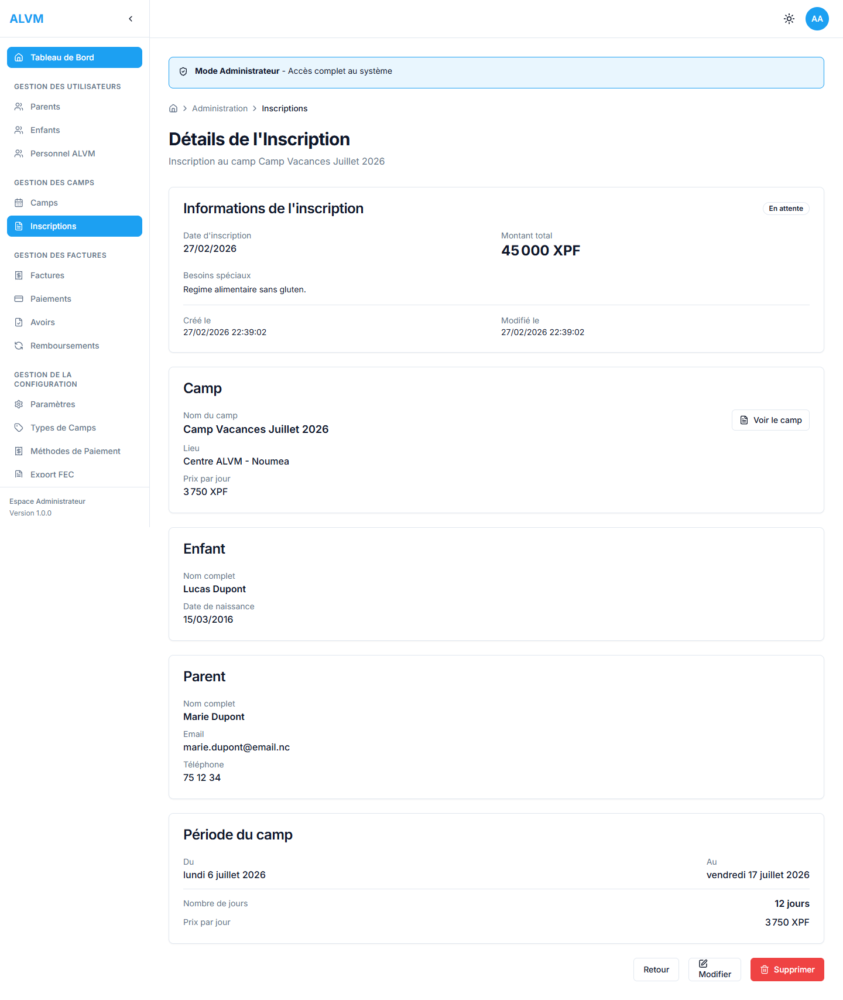 ALVM
AA
Tableau de Bord
GESTION DES UTILISATEURS
Parents
Enfants
Personnel ALVM
GESTION DES CAMPS
Camps
Inscriptions
GESTION DES FACTURES
Factures
Paiements
Avoirs
Remboursements
GESTION DE LA
CONFIGURATION
Paramètres
Types de Camps
Méthodes de Paiement
Export FEC
Espace Administrateur
Version 1.0.0
Mode Administrateur - Accès complet au système
Administration Inscriptions
Détails de l'Inscription
Inscription au camp Camp Vacances Juillet 2026
Informations de l'inscription
En attente
Date d'inscription
27/02/2026
Montant total
45 000 XPF
Besoins spéciaux
Regime alimentaire sans gluten.
Créé le
27/02/2026 22:39:02
Modifié le
27/02/2026 22:39:02
Camp
Nom du camp
Camp Vacances Juillet 2026
Voir le camp
Lieu
Centre ALVM - Noumea
Prix par jour
3 750 XPF
Enfant
Nom complet
Lucas Dupont
Date de naissance
15/03/2016
Parent
Nom complet
Marie Dupont
Email
marie.dupont@email.nc
Téléphone
75 12 34
Période du camp
Du
lundi 6 juillet 2026
Au
vendredi 17 juillet 2026
Nombre de jours
12 jours
Prix par jour
3 750 XPF
Retour
Modifier
Supprimer